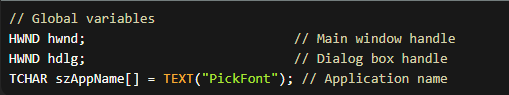 // Global variables
HWND hwnd;                          // Main window handle
HWND hdlg;                          // Dialog box handle
TCHAR szAppName[] = TEXT("PickFont"); // Application name